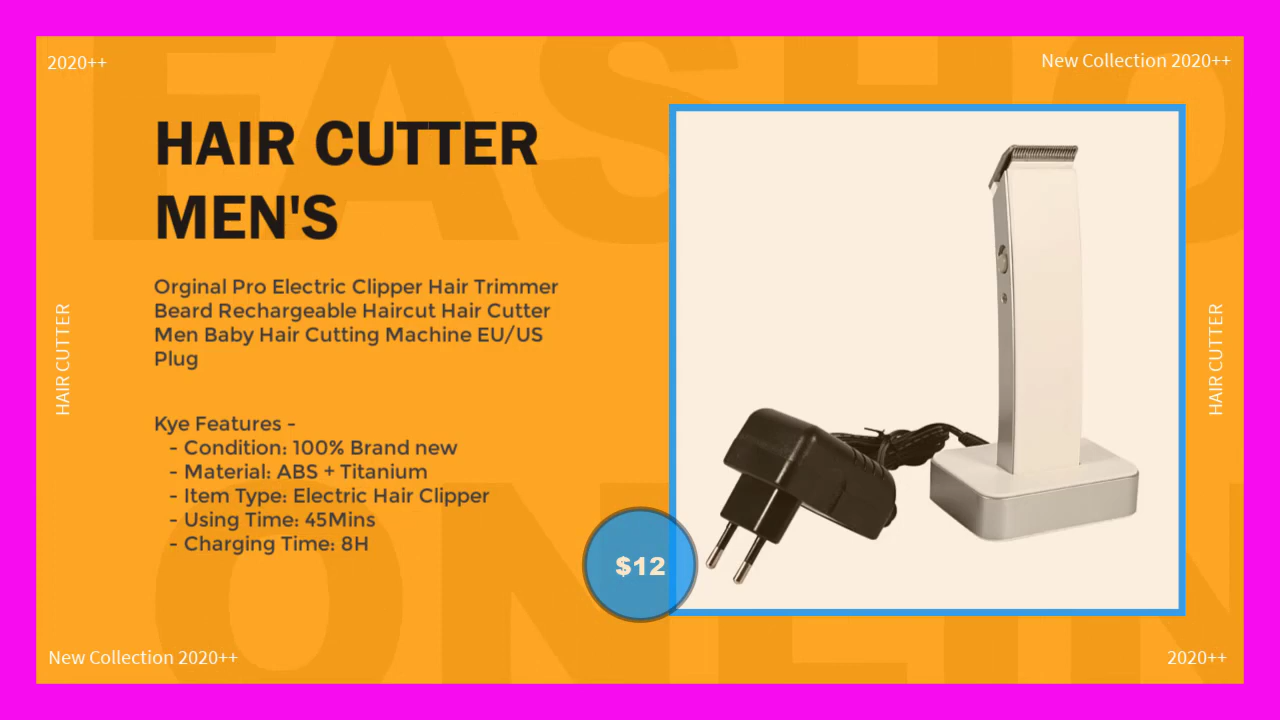 FASHO
2020++
New Collection 2020++
HAIR CUTTER
MEN'S
Orginal Pro Electric Clipper Hair Trimmer
Beard Rechargeable Haircut Hair Cutter
Men Baby Hair Cutting Machine EU/US
Plug
HAIR CUTTER
HAIR CUTTER
Kye Features -
- Condition: 100% Brand new
- Material: ABS + Titanium
- Item Type: Electric Hair Clipper
- Using Time: 45Mins
- Charging Time: 8H
$12
ONLIN
New Collection 2020++
2020++